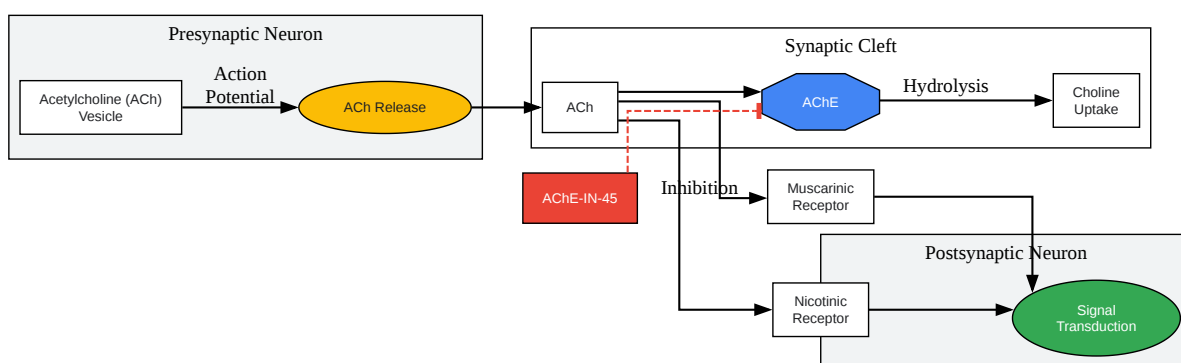 Presynaptic Neuron
Acetylcholine (ACh)
Vesicle
Action
Potential
ACh Release
Synaptic Cleft
ACh
AChE
Hydrolysis
Choline
Uptake
AChE-IN-45
Inhibition
Muscarinic
Receptor
Postsynaptic Neuron
Nicotinic
Receptor
Signal
Transduction